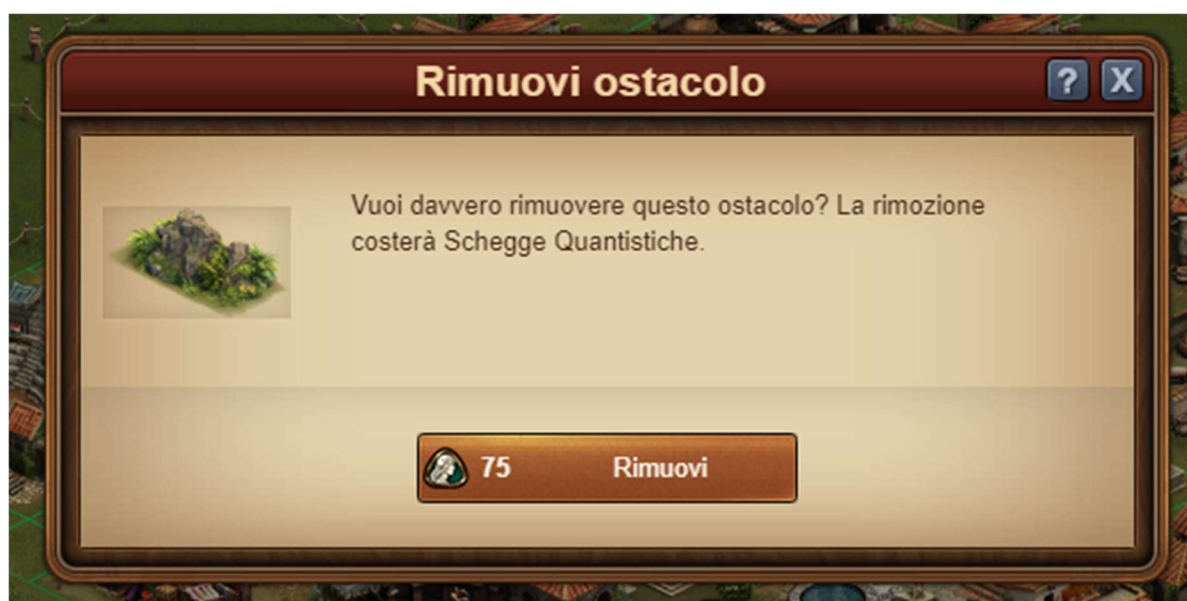 Rimuovi ostacolo
? X
Vuoi davvero rimuovere questo ostacolo? La rimozione
costerà Schegge Quantistiche.
75 Rimuovi